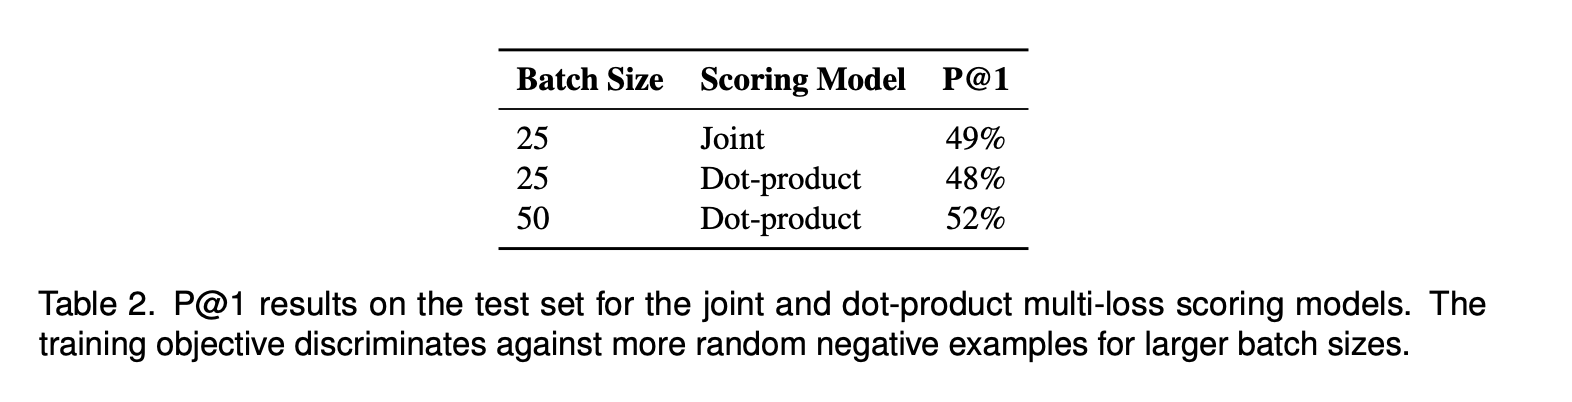 Batch Size Scoring Model P@1
25 Joint 49%
25 Dot-product 48%
50 Dot-product 52%
Table 2. P@1 results on the test set for the joint and dot-product multi-loss scoring models. The
training objective discriminates against more random negative examples for larger batch sizes.